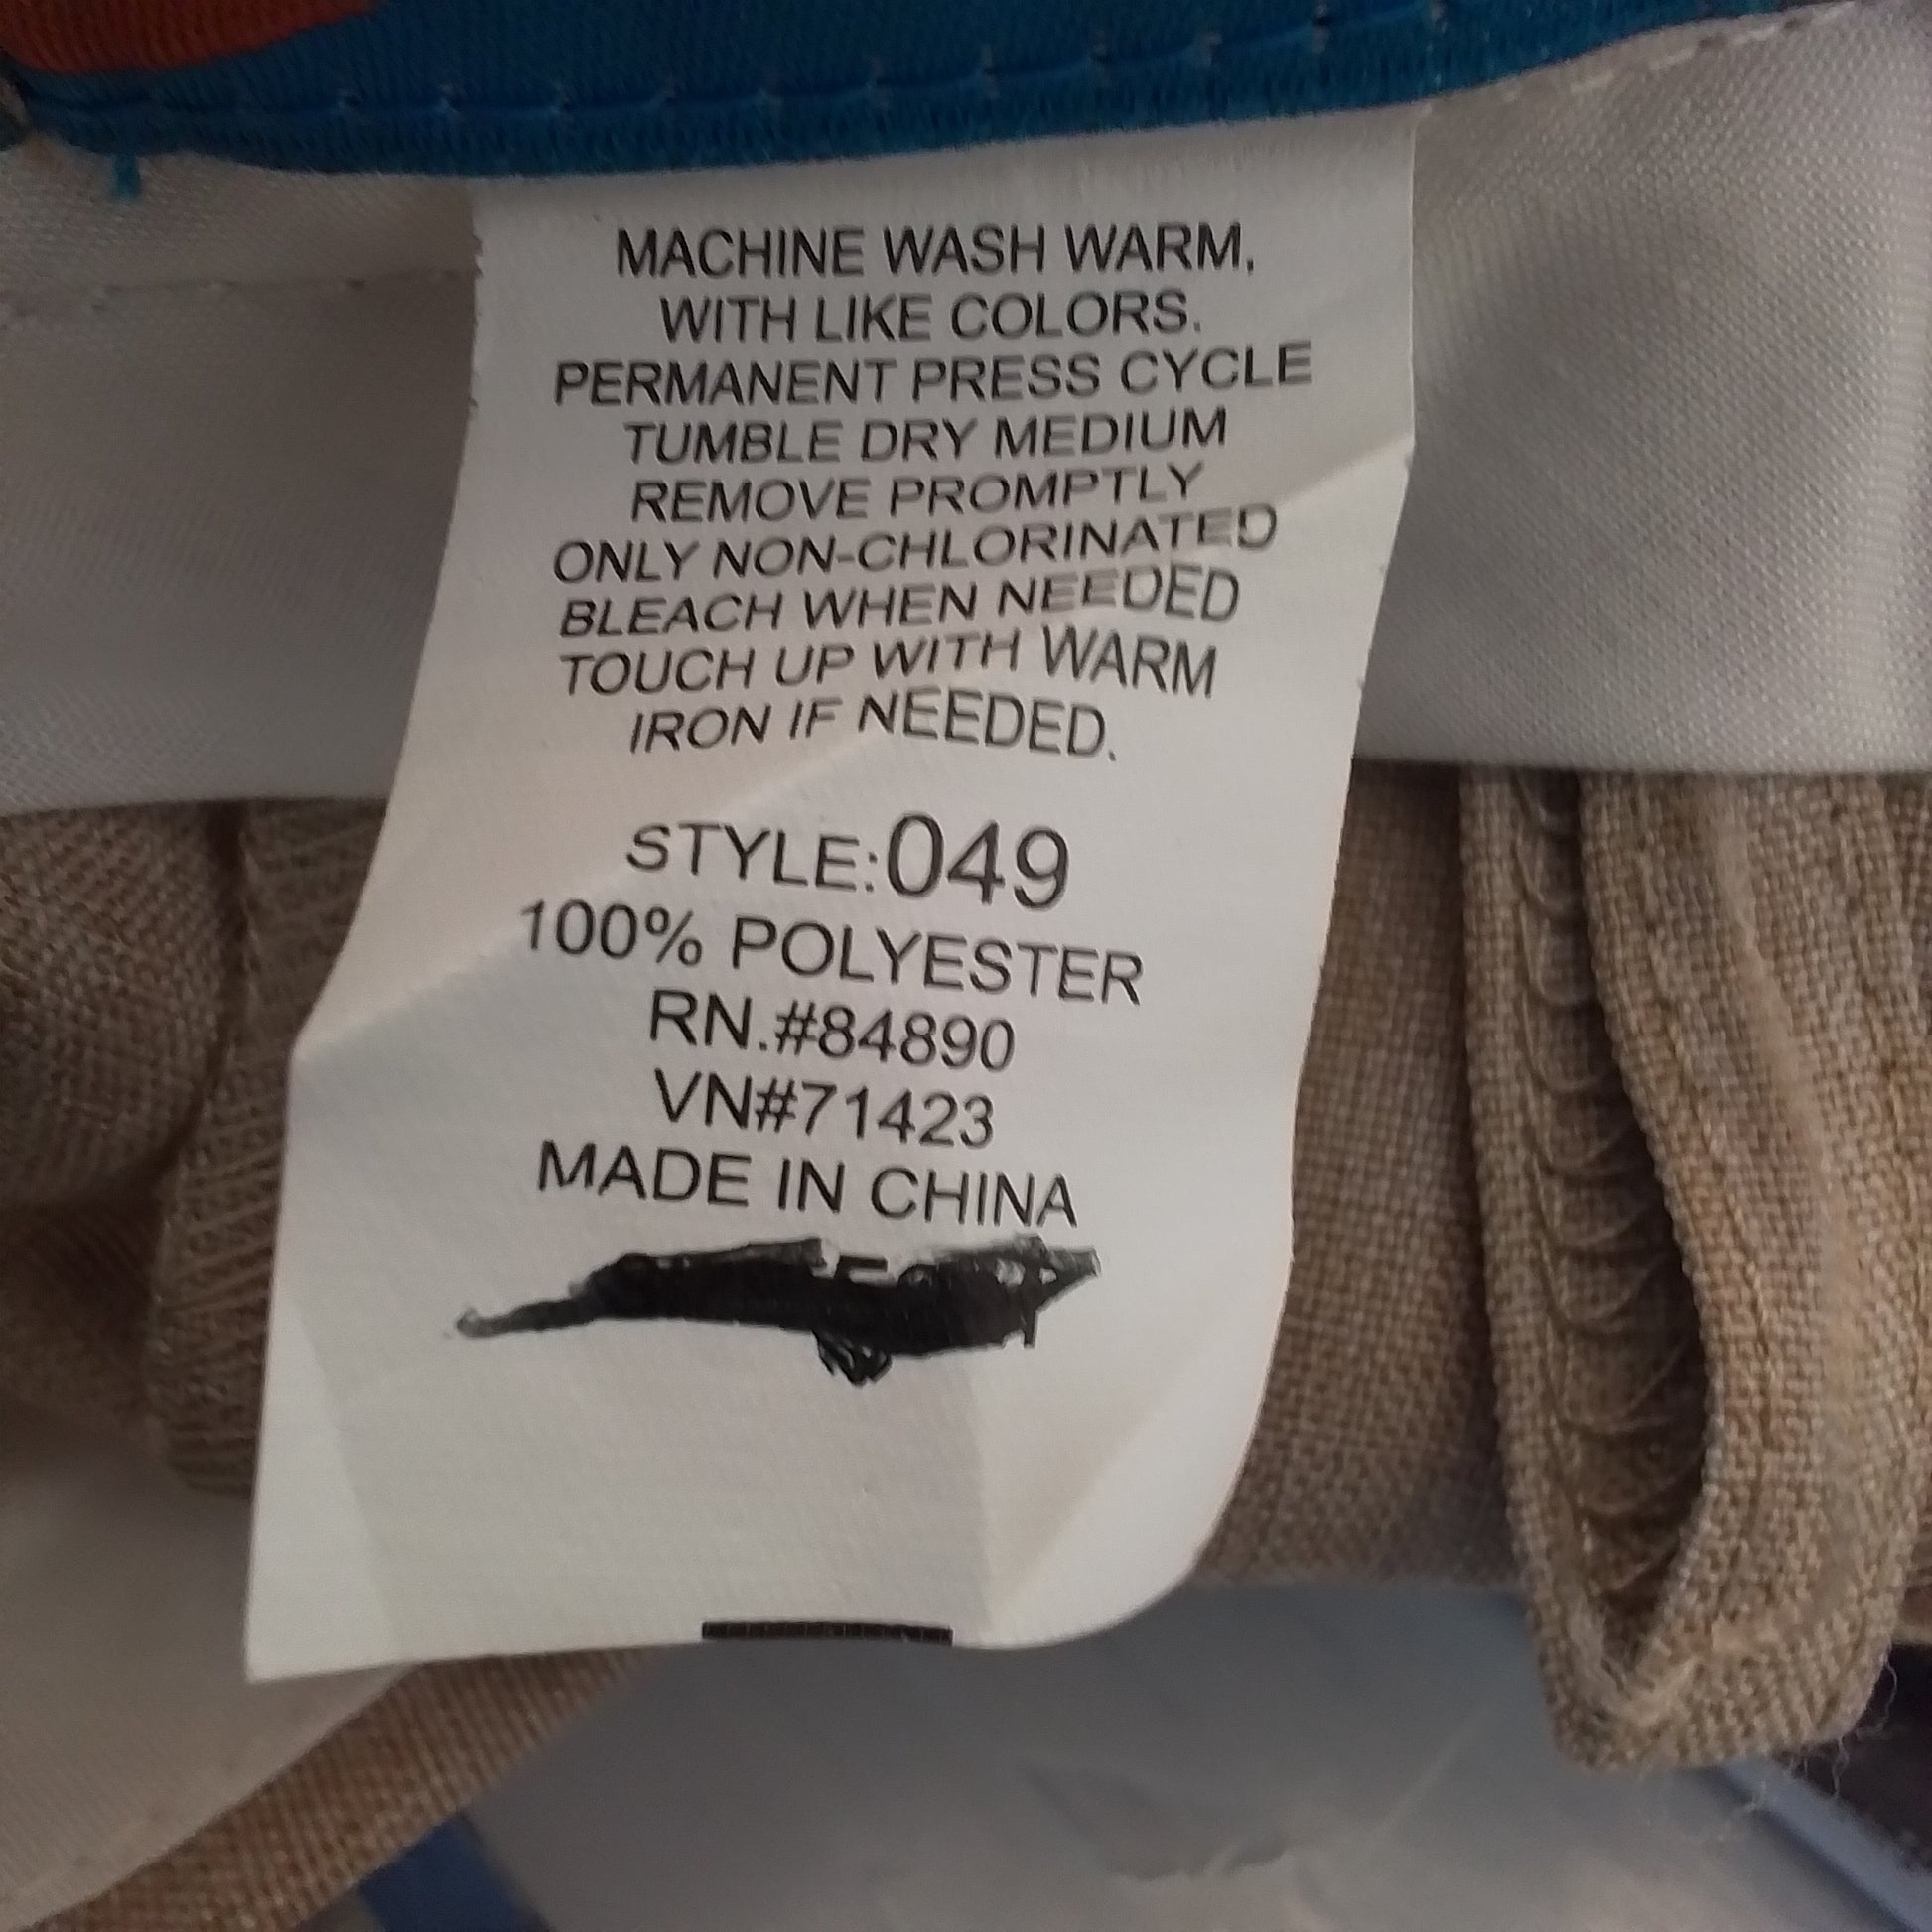 MACHINE WASH WARM,
WITH LIKE COLORS.
PERMANENT PRESS CYCLE
TUMBLE DRY MEDIUM
REMOVE PROMPTLY
ONLY NON-CHLORINATED
BLEACH WHEN NEEDED
TOUCH UP WITH WARM
IRON IF NEEDED.
STYLE:049
100% POLYESTER
RN.#84890
VN#71423
MADE IN CHINA